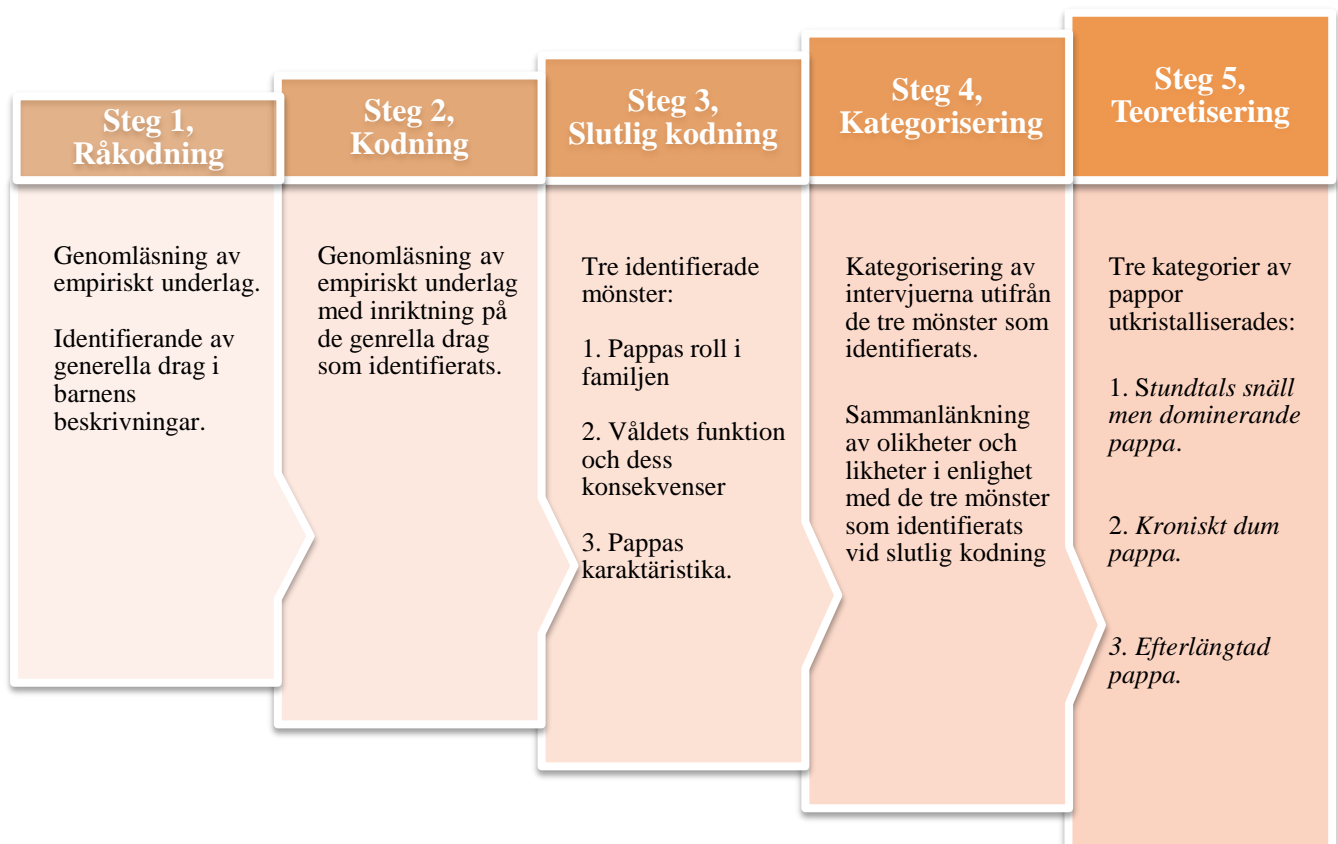 Steg 1,
Råkodning
Genomläsning av
empiriskt underlag.
Identifierande av
generella drag i
barnens
beskrivningar.
Steg 2,
Kodning
Genomläsning av
empiriskt underlag
med inriktning på
de genrella drag
som identifierats.
Steg 3,
Slutlig kodning
Tre identifierade
mönster:
1. Pappas roll i
familjen
2. Våldets funktion
och dess
konsekvenser
3. Pappas
karaktäristika.
Steg 4,
Kategorisering
Kategorisering av
intervjuerna utifrån
de tre mönster som
identifierats.
Sammanlänkning
av olikheter och
likheter i enlighet
med de tre mönster
som identifierats
vid slutlig kodning
Steg 5,
Teoretisering
Tre kategorier av
pappor
utkristalliserades:
1. Stundtals snäll
men dominerande
pappa.
2. Kroniskt dum
pappa.
3. Efterlängtad
pappa.